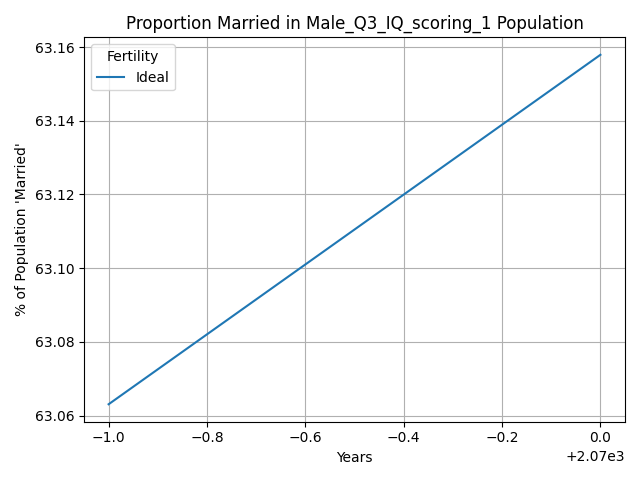 Proportion Married in Male_Q3_IQ_scoring_1 Population
63.16
63.14
63.12
63.10
63.08
63.06
% of Population 'Married'
Fertility
Ideal
−1.0 −0.8 −0.6 −0.4 −0.2 0.0
+2.07e3
Years